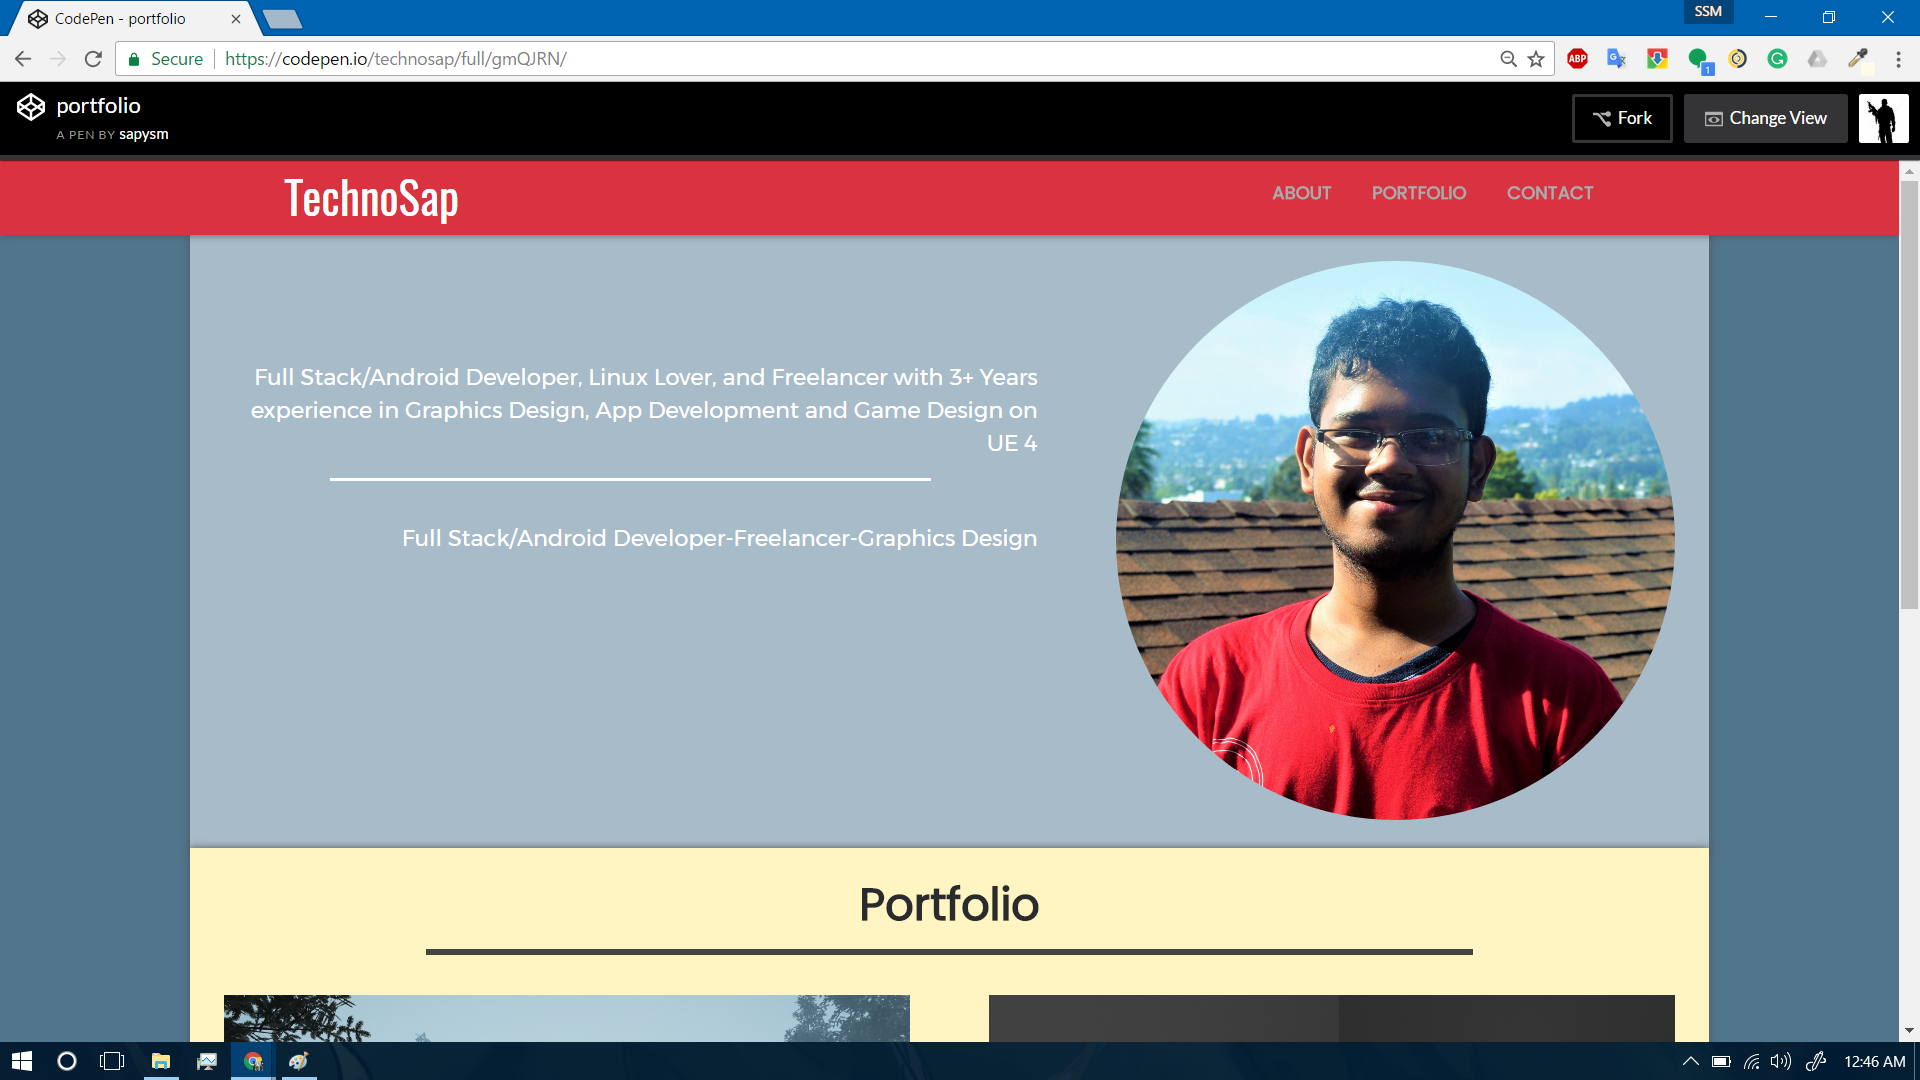 CodePen - portfolio
SSM
Secure
https://codepen.io/technosap/full/gmQJRN/
ABP
1
portfolio
A PEN BY sapysm
Fork
Change View
TechnoSap
ABOUT
PORTFOLIO
CONTACT
Full Stack/Android Developer, Linux Lover, and Freelancer with 3+ Years
experience in Graphics Design, App Development and Game Design on
UE 4
Full Stack/Android Developer-Freelancer-Graphics Design
Portfolio
12:46 AM